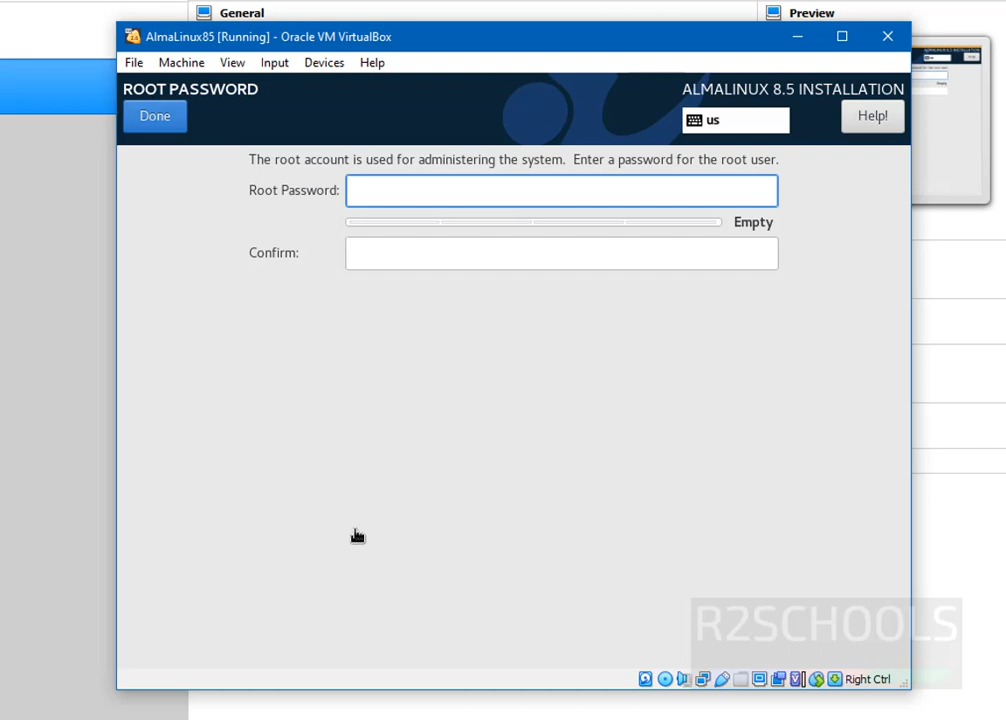 General
Preview
AlmaLinux85 [Running] - Oracle VM VirtualBox
File Machine View Input Devices Help
ROOT PASSWORD
ALMALINUX 8.5 INSTALLATION
Done
us
Help!
The root account is used for administering the system. Enter a password for the root user.
Root Password:
Empty
Confirm:
R2SCHOOLS
Right Ctrl